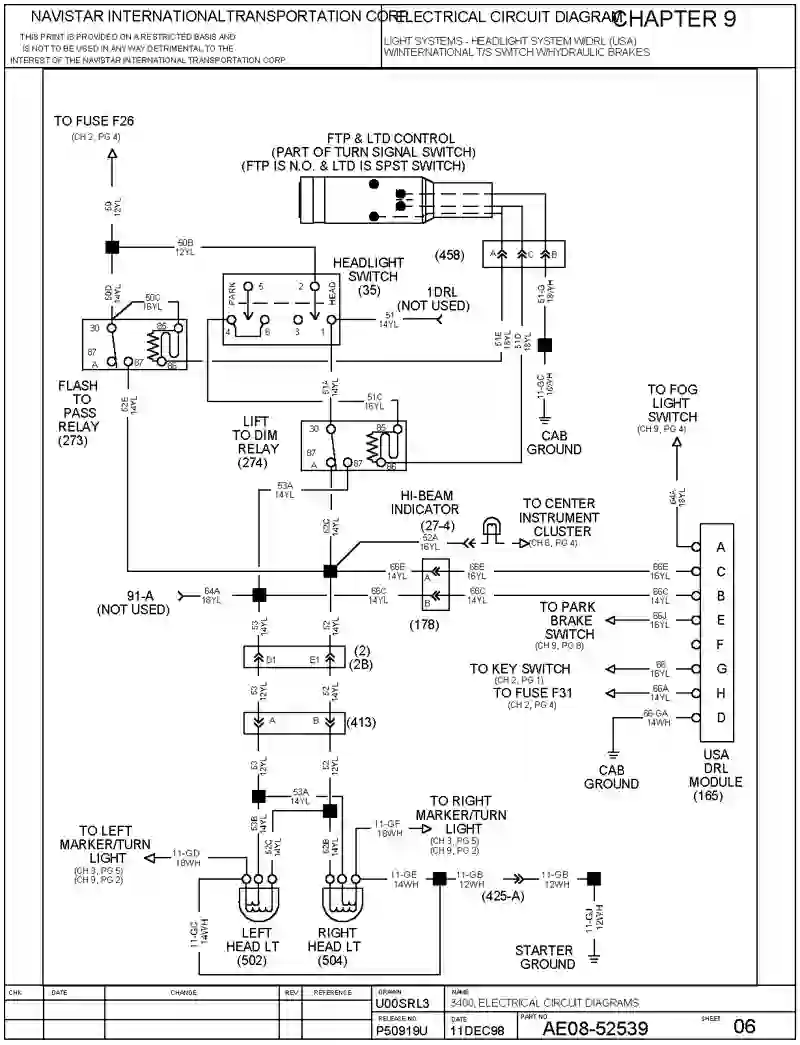 NAVISTAR INTERNATIONAL TRANSPORTATION CORP.
THIS PRINT IS PROVIDED ON A RESTRICTED BASIS AND
IS NOT TO BE USED IN ANY WAY DETRIMENTAL TO THE
INTEREST OF THE NAVISTAR INTERNATIONAL TRANSPORTATION CORP.
ELECTRICAL CIRCUIT DIAGRAM
CHAPTER 9
LIGHT SYSTEMS - HEADLIGHT SYSTEM W/DRL (USA)
W/INTERNATIONAL T/S SWITCH W/HYDRAULIC BRAKES
TO FUSE F26
(CH 2, PG 4)
FTP & LTD CONTROL
(PART OF TURN SIGNAL SWITCH)
(FTP IS N.O. & LTD IS SPST SWITCH)
50
12YL
50B
12YL
HEADLIGHT
SWITCH
(35)
(458)
A
C
B
1DRL
(NOT USED)
50D
14YL
50C
16YL
PARK
5
2
HEAD
51
14YL
51-G
18WH
30
85
4
6
3
1
87
A
87
86
51E
18YL
51D
18YL
FLASH
TO
PASS
RELAY
(273)
52E
14YL
51A
14YL
51C
16YL
11-GC
16WH
TO FOG
LIGHT
SWITCH
(CH 9, PG 4)
LIFT
TO DIM
RELAY
(274)
30
85
87
A
87
86
CAB
GROUND
53A
14YL
HI-BEAM
INDICATOR
(27-4)
TO CENTER
INSTRUMENT
CLUSTER
(CH 8, PG 4)
64A
18YL
52C
14YL
52A
16YL
A
66E
14YL
A
66E
16YL
66E
16YL
C
91-A
(NOT USED)
64A
18YL
66C
14YL
B
66C
14YL
66C
14YL
B
(178)
TO PARK
BRAKE
SWITCH
(CH 9, PG 8)
66J
16YL
E
53
14YL
52
14YL
F
D1
E1
(2)
(2B)
TO KEY SWITCH
(CH 2, PG 1)
66
16YL
G
TO FUSE F31
(CH 2, PG 4)
66A
14YL
H
53
12YL
52
12YL
66-GA
14WH
D
A
B
(413)
CAB
GROUND
USA
DRL
MODULE
(165)
53
14YL
52
14YL
53A
14YL
53B
14YL
52C
14YL
52B
14YL
TO LEFT
MARKER/TURN
LIGHT
(CH 3, PG 5)
(CH 9, PG 2)
11-GD
18WH
11-GF
18WH
TO RIGHT
MARKER/TURN
LIGHT
(CH 3, PG 5)
(CH 9, PG 2)
11-GE
14WH
11-GB
12WH
(425-A)
11-GB
12WH
11-GC
14WH
11-GJ
12WH
LEFT
HEAD LT
(502)
RIGHT
HEAD LT
(504)
STARTER
GROUND
CHK
DATE
CHANGE
REV
REFERENCE
DRAWN
U00SRL3
NAME
3400, ELECTRICAL CIRCUIT DIAGRAMS
RELEASE NO.
P50919U
DATE
11DEC98
PART NO.
AE08-52539
SHEET
06